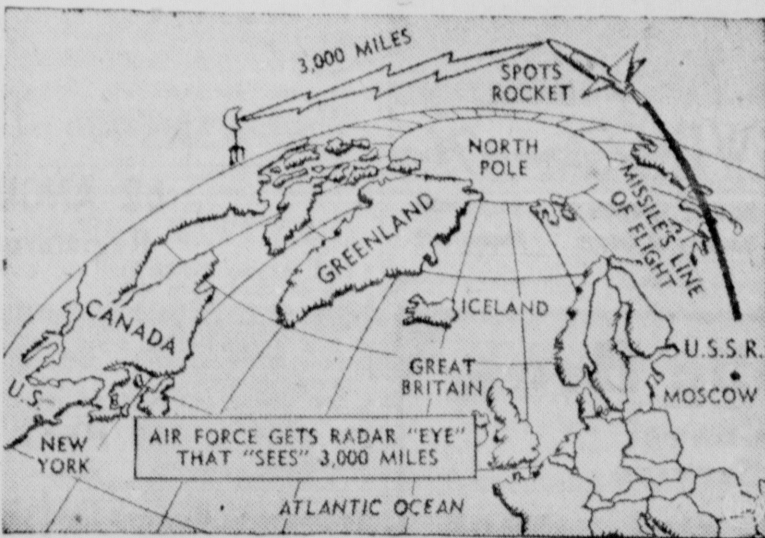 3,000 MILES
SPOTS
ROCKET
NORTH
POLE
MISSILE'S LINE
OF FLIGHT
GREENLAND
CANADA
ICELAND
U.S.
GREAT
BRITAIN
U.S.S.R.
MOSCOW
NEW
YORK
AIR FORCE GETS RADAR "EYE"
THAT "SEES" 3,000 MILES
ATLANTIC OCEAN